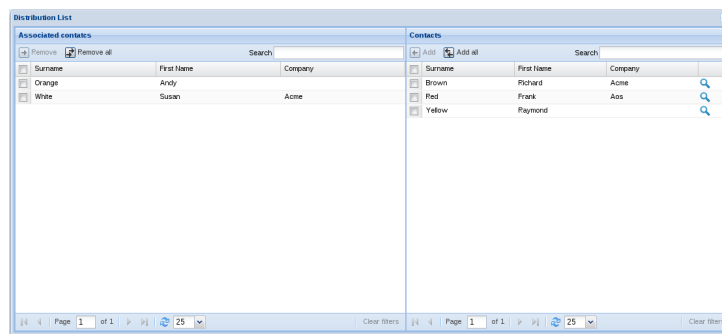 Distribution List
Associated contatcs
Remove Remove all Search
Surname First Name Company
Orange Andy
White Susan Acme
Page 1 of 1 25 Clear filters
Contacts
Add Add all Search
Surname First Name Company
Brown Richard Acme
Red Frank Aos
Yellow Raymond
Page 1 of 1 25 Clear filter